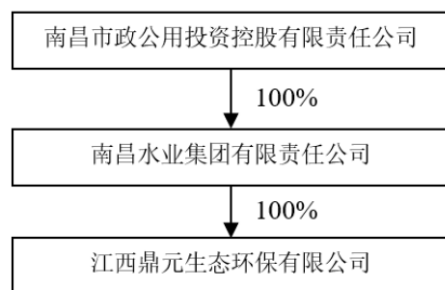 南昌市政公用投资控股有限责任公司
100%
南昌水业集团有限责任公司
100%
江西鼎元生态环保有限公司